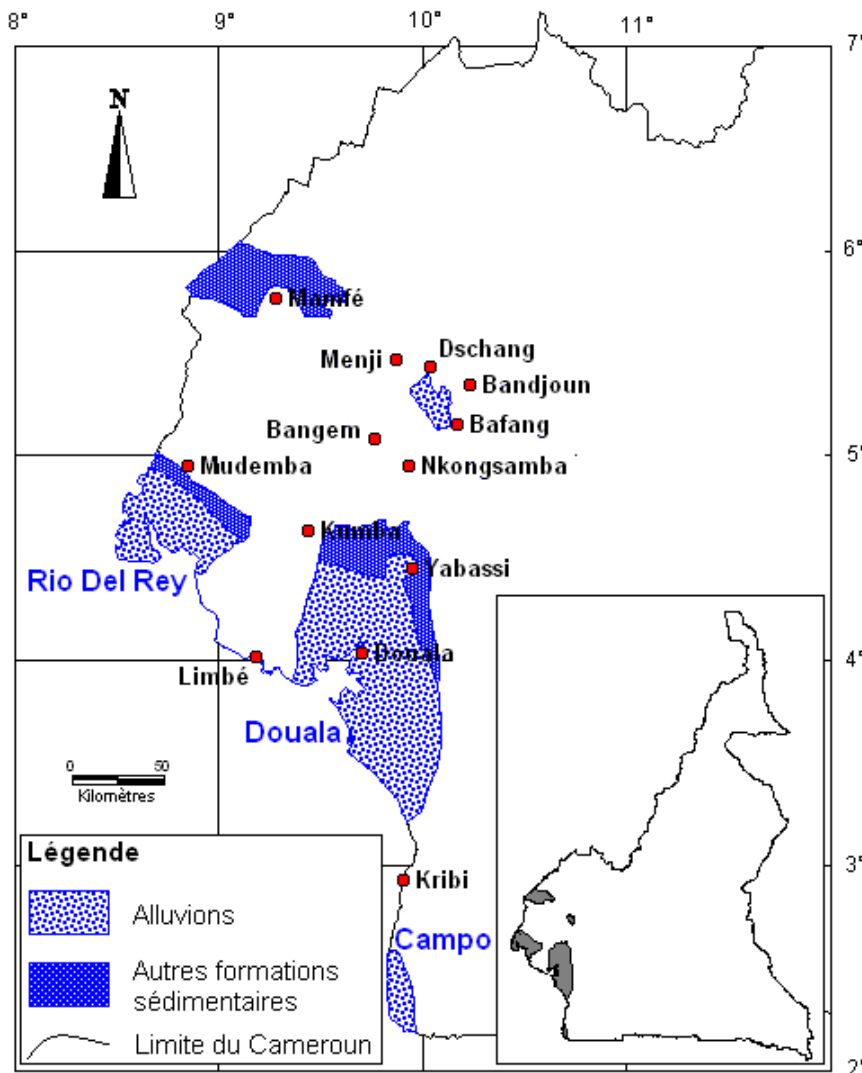 8° 9° 10° 11°
7°
N
6°
Mamfé
Menji
Dschang
Bandjoun
Bafang
Bangem
5°
Mudemba
Nkongsamba
Kumba
Yabassi
Rio Del Rey
4°
Limbé
Douala
Douala
0 50
Kilomètres
3°
Kribi
Campo
Légende
Alluvions
Autres formations
sédimentaires
Limite du Cameroun
2°